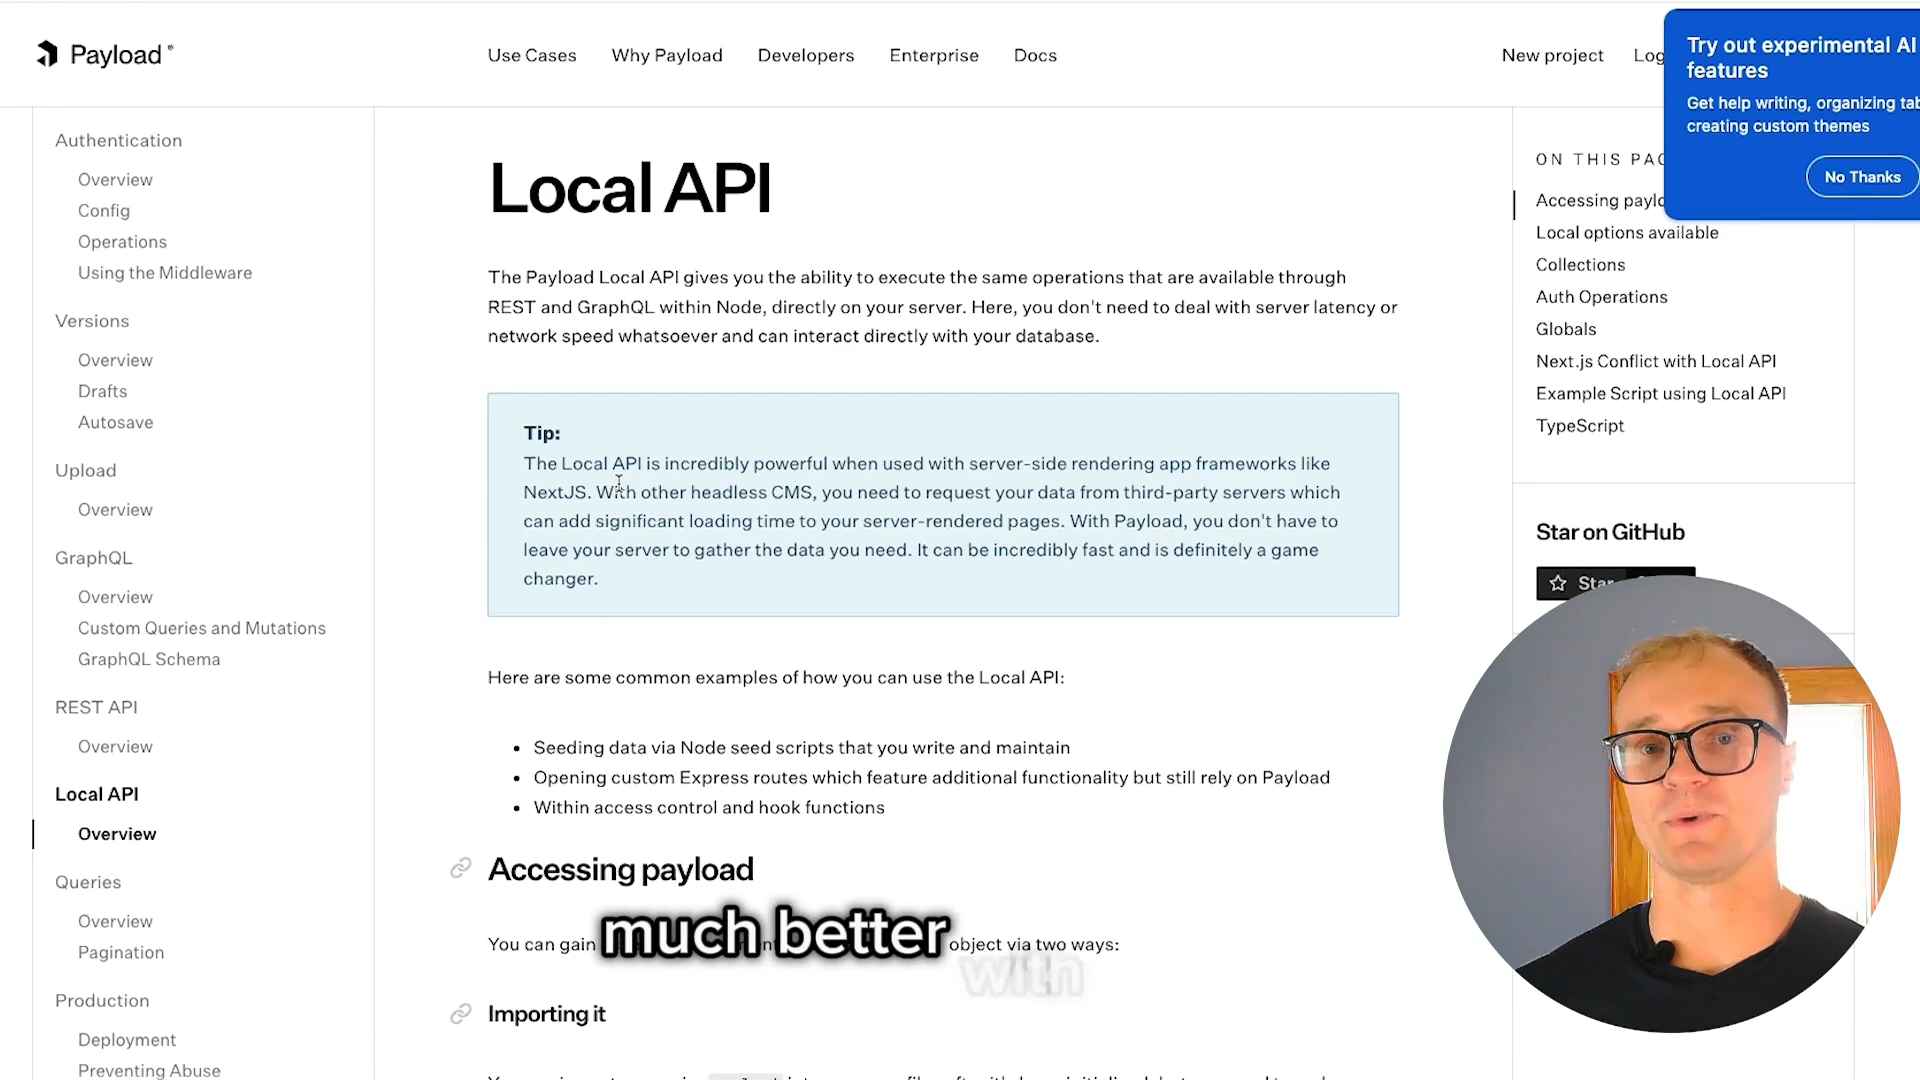 Payload
Use Cases
Why Payload
Developers
Enterprise
Docs
New project
Log
Try out experimental AI
features
Get help writing, organizing tab
creating custom themes
No Thanks
Authentication
Overview
Config
Operations
Using the Middleware
Versions
Overview
Drafts
Autosave
Upload
Overview
GraphQL
Overview
Custom Queries and Mutations
GraphQL Schema
REST API
Overview
Local API
Overview
Queries
Overview
Pagination
Production
Deployment
Preventing Abuse
Local API
The Payload Local API gives you the ability to execute the same operations that are available through
REST and GraphQL within Node, directly on your server. Here, you don't need to deal with server latency or
network speed whatsoever and can interact directly with your database.
Tip:
The Local API is incredibly powerful when used with server-side rendering app frameworks like
NextJS. With other headless CMS, you need to request your data from third-party servers which
can add significant loading time to your server-rendered pages. With Payload, you don't have to
leave your server to gather the data you need. It can be incredibly fast and is definitely a game
changer.
Here are some common examples of how you can use the Local API:
• Seeding data via Node seed scripts that you write and maintain
• Opening custom Express routes which feature additional functionality but still rely on Payload
• Within access control and hook functions
Accessing payload
You can gain object via two ways:
much better
with
Importing it
ON THIS PAG
Accessing paylo
Local options available
Collections
Auth Operations
Globals
Next.js Conflict with Local API
Example Script using Local API
TypeScript
Star on GitHub
Star